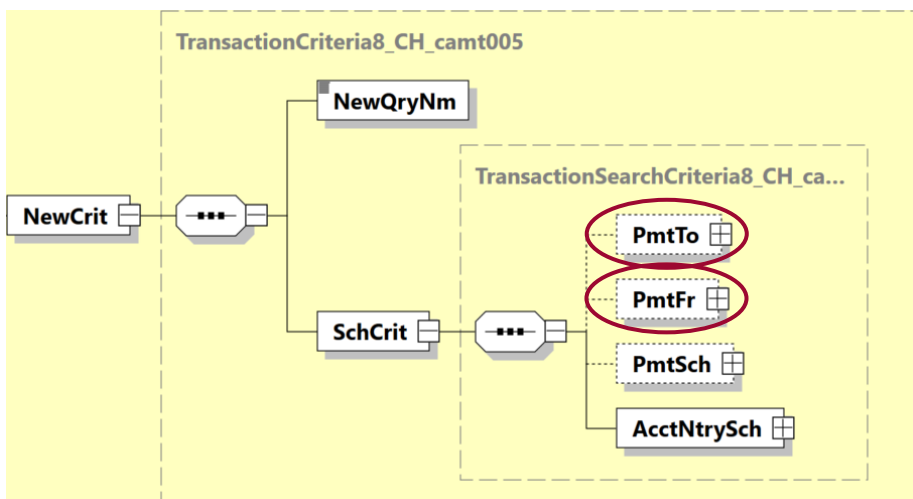 TransactionCriteria8_CH_camt005
NewQryNm
TransactionSearchCriteria8_CH_ca...
NewCrit
PmtTo
PmtFr
SchCrit
PmtSch
AcctNtrySch